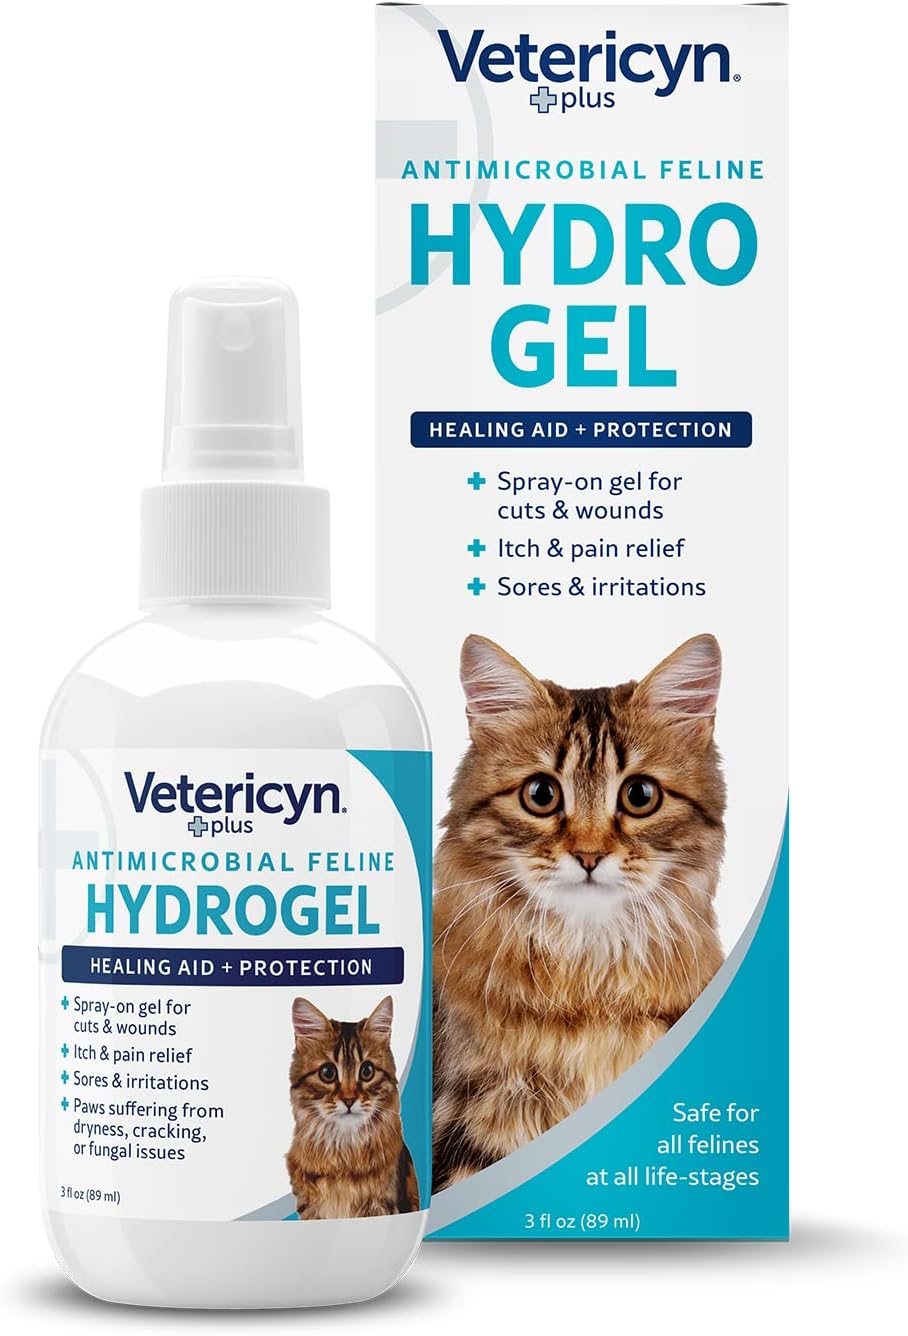 Vetericyn®
plus
ANTIMICROBIAL FELINE
HYDRO
GEL
HEALING AID + PROTECTION
+ Spray-on gel for
cuts & wounds
+ Itch & pain relief
+ Sores & irritations
Safe for
all felines
at all life-stages
3 fl oz (89 ml)
Vetericyn®
plus
ANTIMICROBIAL FELINE
HYDROGEL
HEALING AID + PROTECTION
+ Spray-on gel for
cuts & wounds
+ Itch & pain relief
+ Sores & irritations
+ Paws suffering from
dryness, cracking,
or fungal issues
3 fl oz (89 ml)